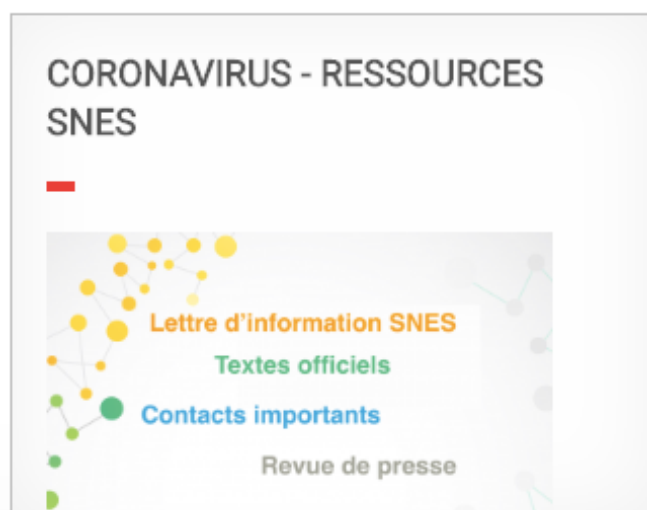 CORONAVIRUS - RESSOURCES
SNES
Lettre d'information SNES
Textes officiels
Contacts importants
Revue de presse